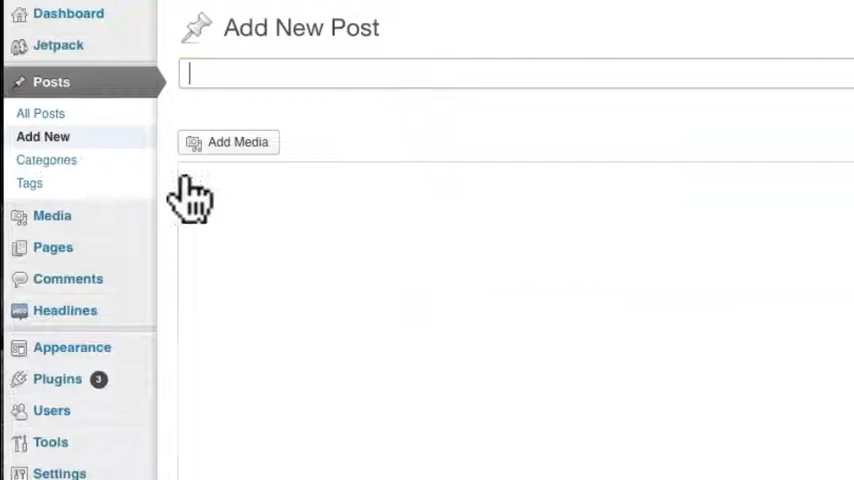 Dashboard
Jetpack
Posts
All Posts
Add New
Categories
Tags
Media
Pages
Comments
Headlines
Appearance
Plugins 3
Users
Tools
Settings
Add New Post
Add Media